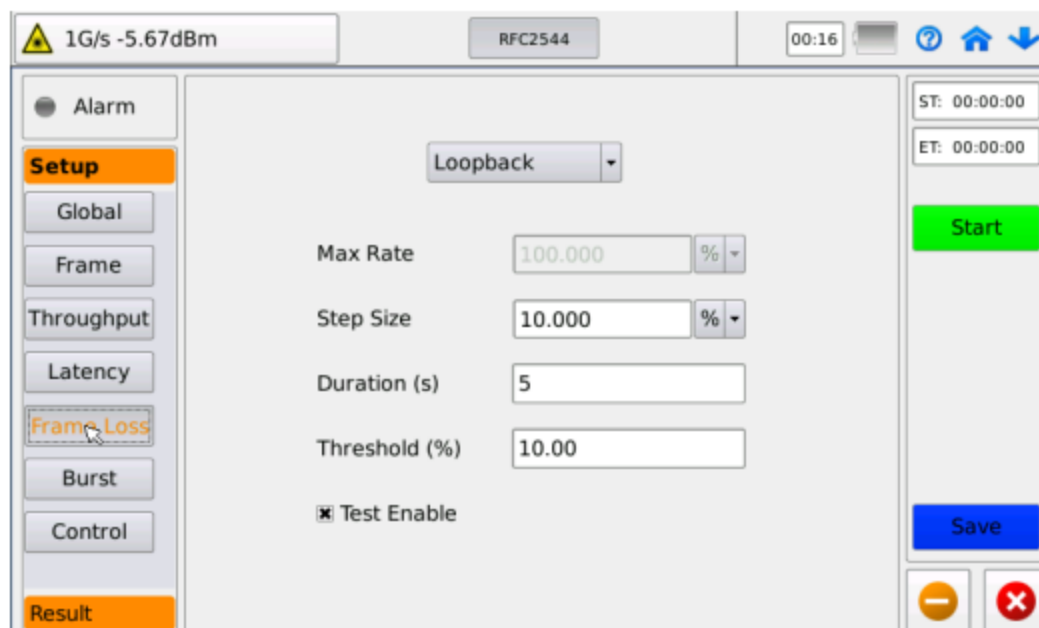 1G/s -5.67dBm
RFC2544
00:16
Alarm
Setup
Global
Frame
Throughput
Latency
Frame Loss
Burst
Control
Result
Loopback
Max Rate 100.000 %
Step Size 10.000 %
Duration (s) 5
Threshold (%) 10.00
Test Enable
ST: 00:00:00
ET: 00:00:00
Start
Save